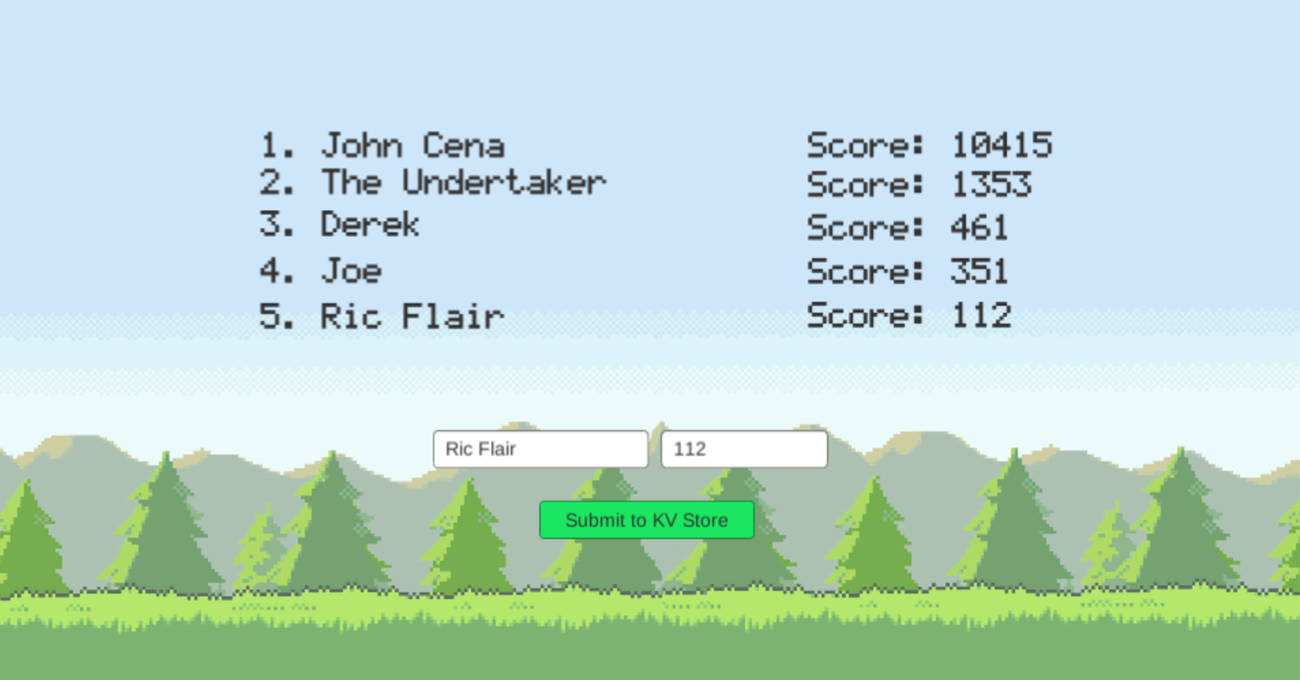 1. John Cena Score: 10415
2. The Undertaker Score: 1353
3. Derek Score: 461
4. Joe Score: 351
5. Ric Flair Score: 112
Ric Flair 112
Submit to KV Store